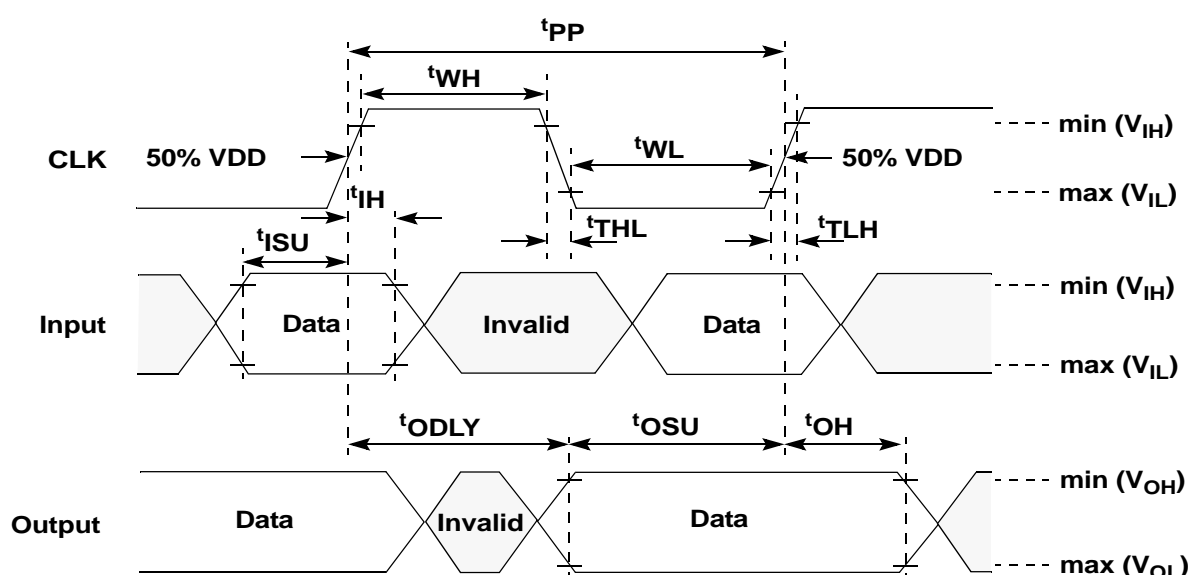 tPP
tWH
min (VIH)
CLK
50% VDD
tWL
50% VDD
max (VIL)
tIH
tTHL
tTLH
tISU
min (VIH)
Input
Data
Invalid
Data
max (VIL)
tODLY
tOSU
tOH
min (VOH)
Output
Data
Invalid
Data
max (VOL)